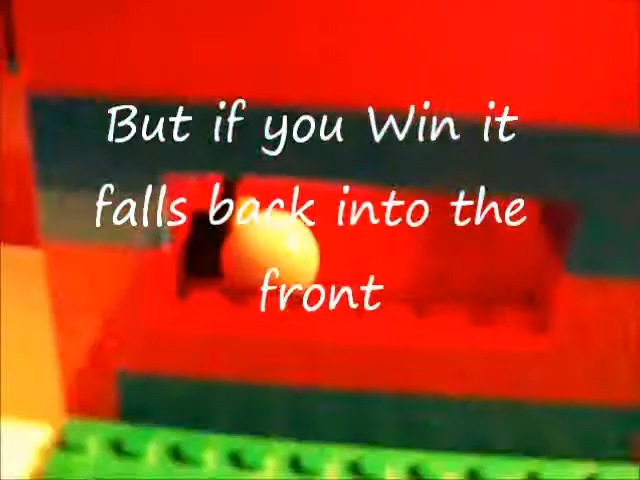 But if you Win it
falls back into the
front